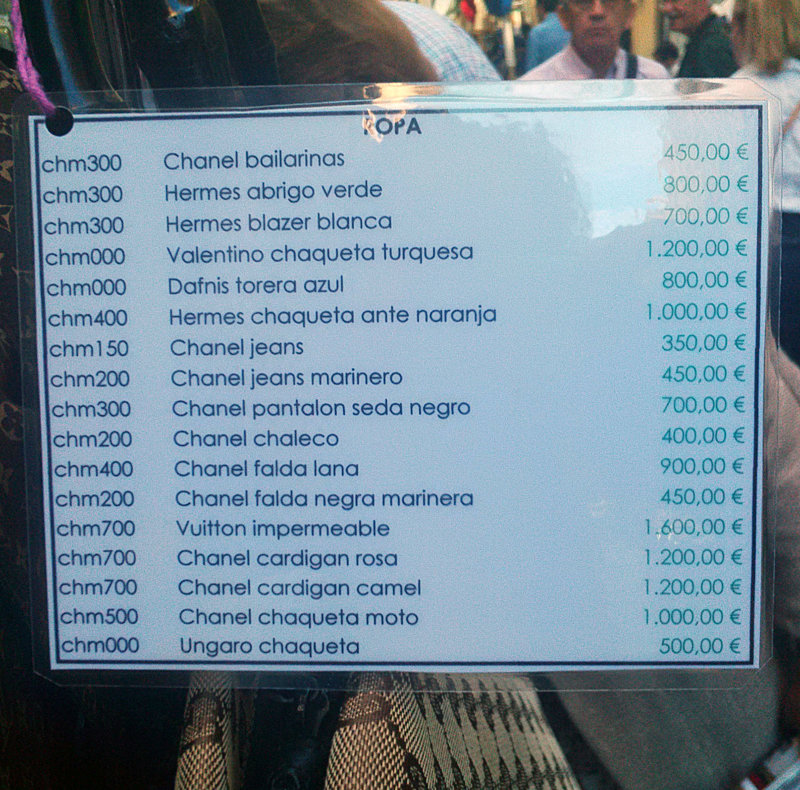 ROPA
chm300 Chanel bailarinas 450,00 €
chm300 Hermes abrigo verde 800,00 €
chm300 Hermes blazer blanca 700,00 €
chm000 Valentino chaqueta turquesa 1.200,00 €
chm000 Dafnis torera azul 800,00 €
chm400 Hermes chaqueta ante naranja 1.000,00 €
chm150 Chanel jeans 350,00 €
chm200 Chanel jeans marinero 450,00 €
chm300 Chanel pantalon seda negro 700,00 €
chm200 Chanel chaleco 400,00 €
chm400 Chanel falda lana 900,00 €
chm200 Chanel falda negra marinera 450,00 €
chm700 Vuitton impermeable 1.600,00 €
chm700 Chanel cardigan rosa 1.200,00 €
chm700 Chanel cardigan camel 1.200,00 €
chm500 Chanel chaqueta moto 1.000,00 €
chm000 Ungaro chaqueta 500,00 €